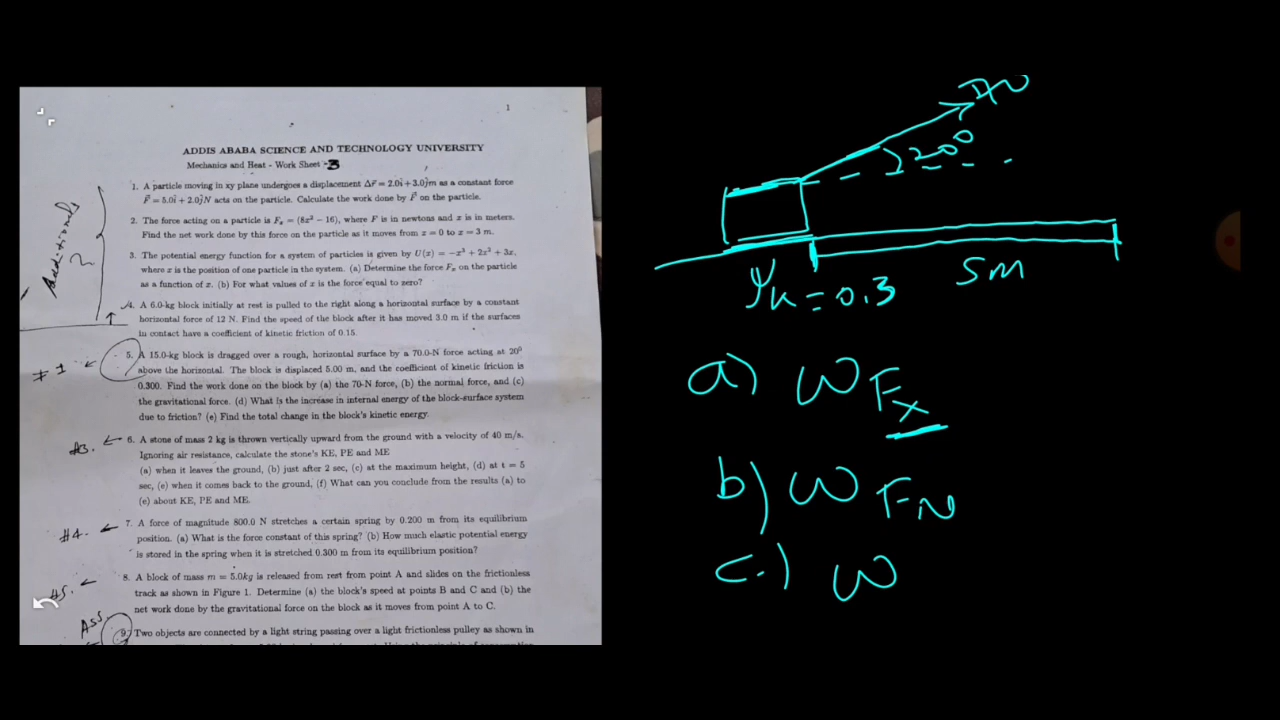 1
ADDIS ABABA SCIENCE AND TECHNOLOGY UNIVERSITY
Mechanics and Heat - Work Sheet -3
1. A particle moving in xy plane undergoes a displacement Δr⃗ = 2.0î+3.0ĵm as a constant force
F⃗ = 5.0î + 2.0ĵN acts on the particle. Calculate the work done by F⃗ on the particle.
2. The force acting on a particle is Fₓ = (8x² − 16), where F is in newtons and x is in meters.
Find the net work done by this force on the particle as it moves from x = 0 to x = 3 m.
3. The potential energy function for a system of particles is given by U(x) = −x³ + 2x² + 3x,
where x is the position of one particle in the system. (a) Determine the force Fₓ on the particle
as a function of x. (b) For what values of x is the force equal to zero?
Additionals
4. A 6.0-kg block initially at rest is pulled to the right along a horizontal surface by a constant
horizontal force of 12 N. Find the speed of the block after it has moved 3.0 m if the surfaces
in contact have a coefficient of kinetic friction of 0.15.
#1
5. A 15.0-kg block is dragged over a rough, horizontal surface by a 70.0-N force acting at 20⁰
above the horizontal. The block is displaced 5.00 m, and the coefficient of kinetic friction is
0.300. Find the work done on the block by (a) the 70-N force, (b) the normal force, and (c)
the gravitational force. (d) What is the increase in internal energy of the block-surface system
due to friction? (e) Find the total change in the block's kinetic energy.
6. A stone of mass 2 kg is thrown vertically upward from the ground with a velocity of 40 m/s.
Ignoring air resistance, calculate the stone's KE, PE and ME
(a) when it leaves the ground, (b) just after 2 sec, (c) at the maximum height, (d) at t = 5
sec, (e) when it comes back to the ground, (f) What can you conclude from the results (a) to
(e) about KE, PE and ME.
#4.
7. A force of magnitude 800.0 N stretches a certain spring by 0.200 m from its equilibrium
position. (a) What is the force constant of this spring? (b) How much elastic potential energy
is stored in the spring when it is stretched 0.300 m from its equilibrium position?
8. A block of mass m = 5.0kg is released from rest from point A and slides on the frictionless
track as shown in Figure 1. Determine (a) the block's speed at points B and C and (b) the
net work done by the gravitational force on the block as it moves from point A to C.
Ass
9. Two objects are connected by a light string passing over a light frictionless pulley as shown in
20⁰
5m
μk = 0.3
a) W Fx
b) W FN
c.) W